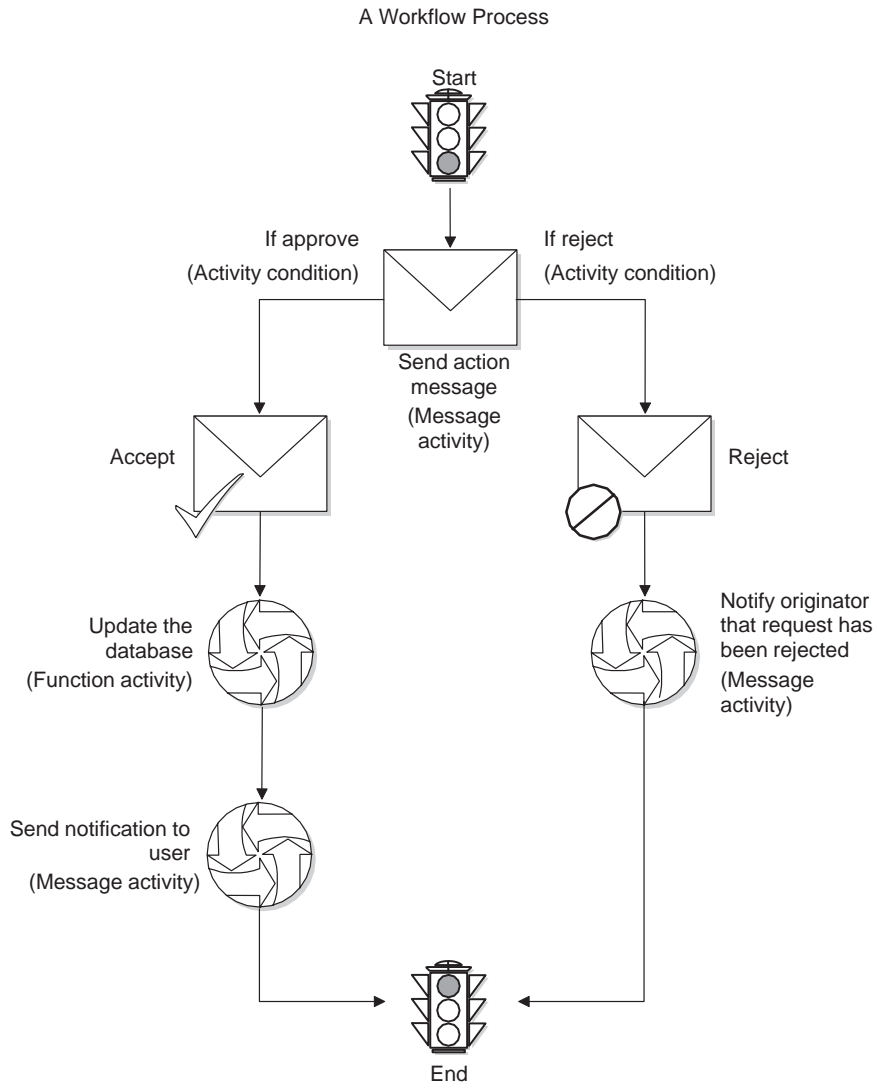 A Workflow Process
Start
If approve
(Activity condition)
If reject
(Activity condition)
Send action
message
(Message
activity)
Accept
Reject
Update the
database
(Function activity)
Notify originator
that request has
been rejected
(Message
activity)
Send notification to
user
(Message activity)
End